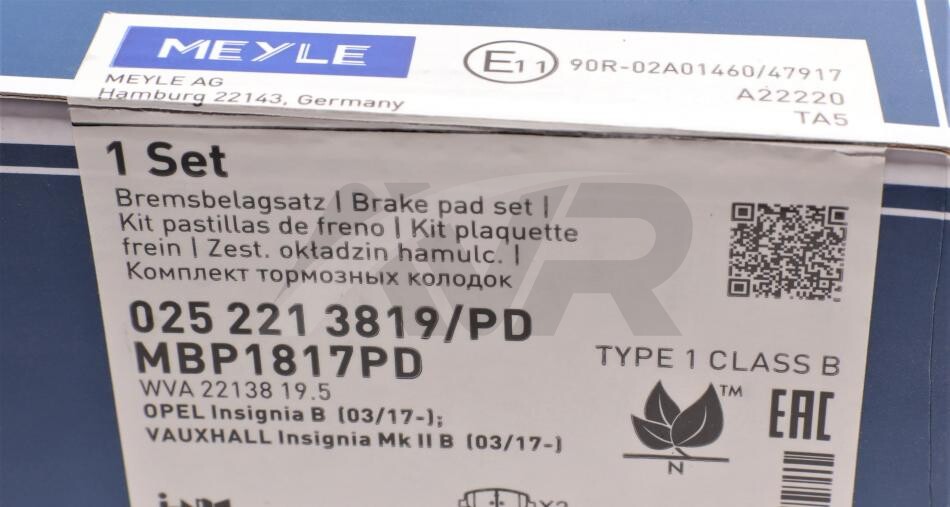 MEYLE
E11 90R-02A01460/47917
MEYLE AG
A22220
Hamburg 22143, Germany
TA5
1 Set
Bremsbelagsatz | Brake pad set |
Kit pastillas de freno | Kit plaquette
frein | Zest. okładzin hamulc. |
Комплект тормозных колодок
025 221 3819/PD
MBP1817PD
TYPE 1 CLASS B
WVA 22138 19.5
OPEL Insignia B (03/17-);
VAUXHALL Insignia Mk II B (03/17-)
TM
EAC
N
X2